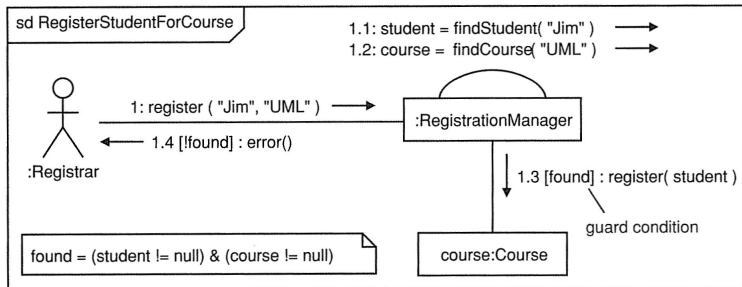 sd RegisterStudentForCourse
1.1: student = findStudent( "Jim" )
1.2: course = findCourse( "UML" )
1: register ( "Jim", "UML" )
:RegistrationManager
1.4 [!found] : error()
:Registrar
1.3 [found] : register( student )
guard condition
found = (student != null) & (course != null)
course:Course